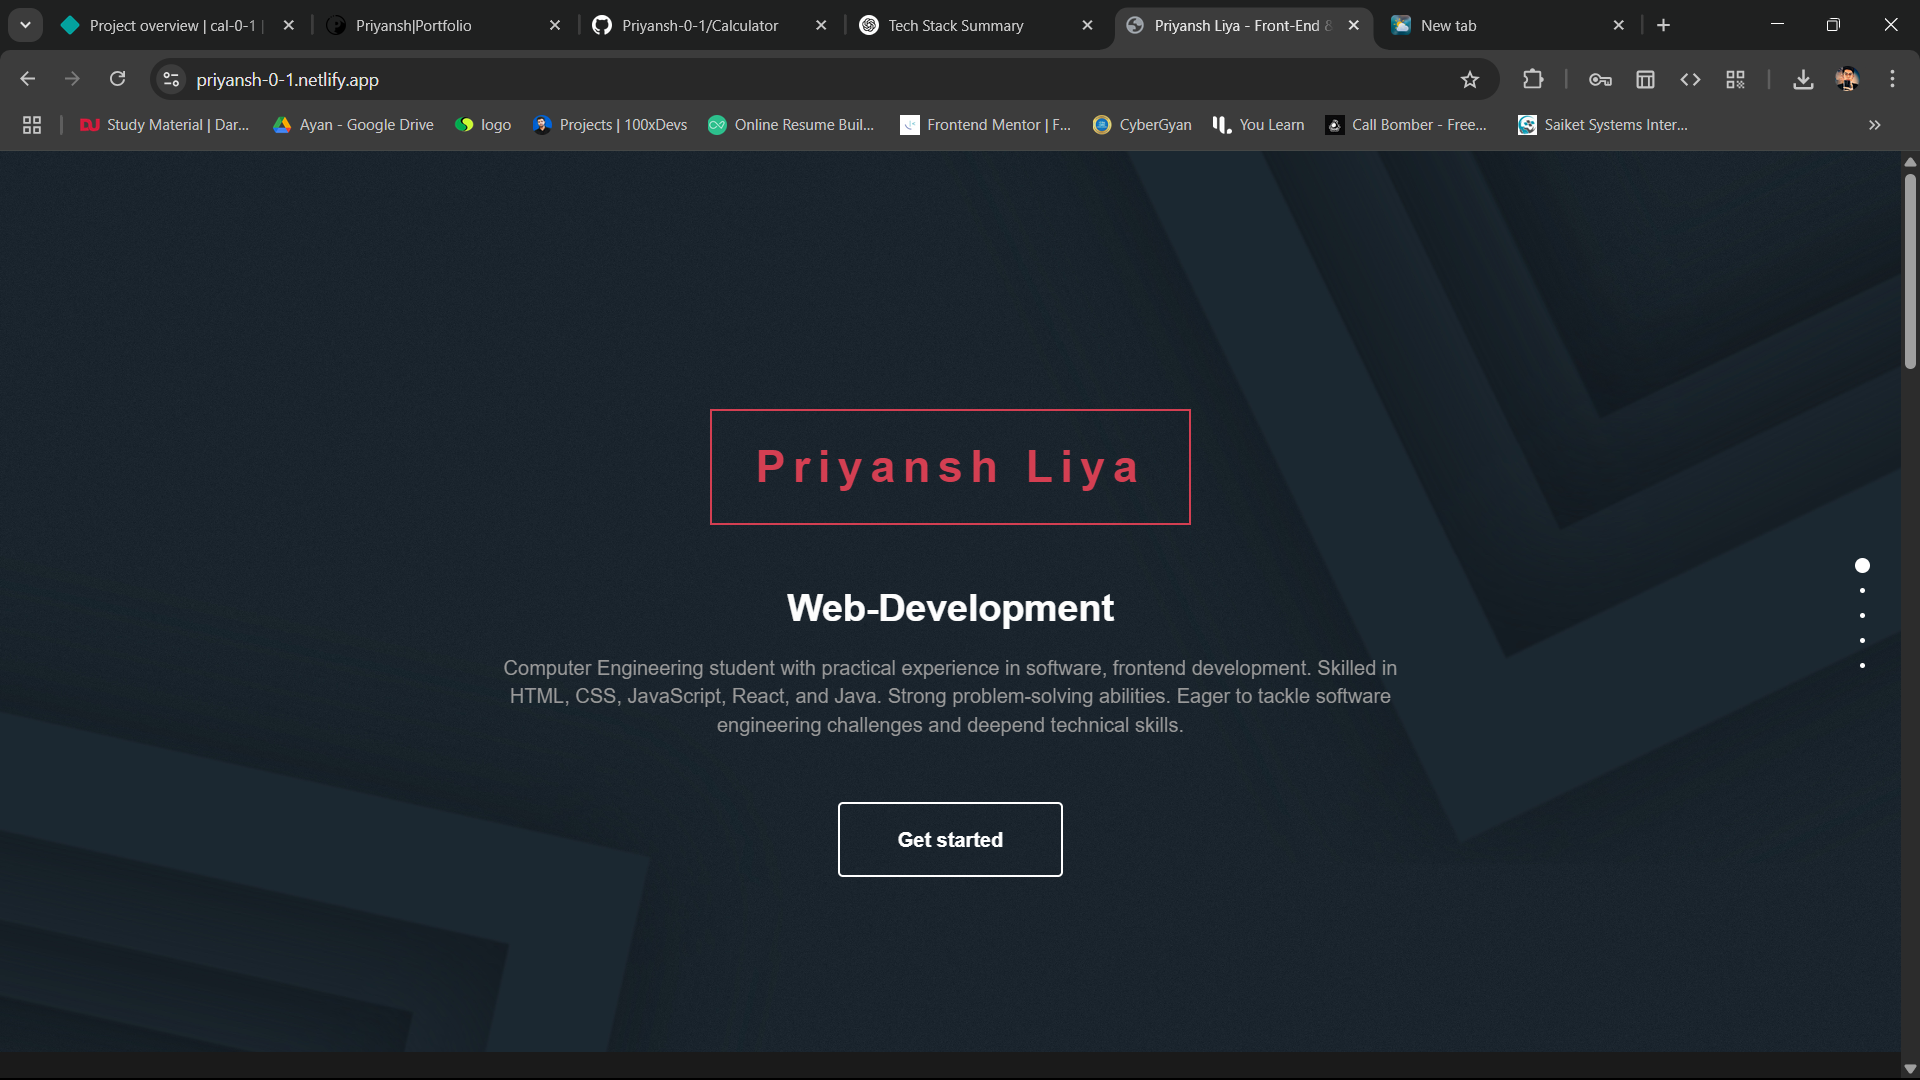 Project overview | cal-0-1 |
Priyansh|Portfolio
Priyansh-0-1/Calculator
Tech Stack Summary
Priyansh Liya - Front-End &
New tab
priyansh-0-1.netlify.app
Study Material | Dar...
Ayan - Google Drive
logo
Projects | 100xDevs
Online Resume Buil...
Frontend Mentor | F...
CyberGyan
You Learn
Call Bomber - Free...
Saiket Systems Inter...
Priyansh Liya
Web-Development
Computer Engineering student with practical experience in software, frontend development. Skilled in
HTML, CSS, JavaScript, React, and Java. Strong problem-solving abilities. Eager to tackle software
engineering challenges and deepend technical skills.
Get started